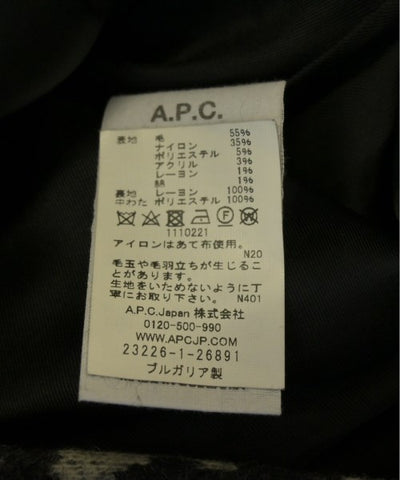 A.P.C.
表地 毛 55%
ナイロン 35%
ポリエステル 5%
アクリル 3%
レーヨン 1%
綿 1%
裏地 レーヨン 100%
中わた ポリエステル 100%
1110221
アイロンはあて布使用。
N20
毛玉や毛羽立ちが生じるこ
とがあります。
生地をいためないように丁
寧にお取り下さい。 N401
A.P.C.Japan 株式会社
0120-500-990
WWW.APCJP.COM
23226-1-26891
ブルガリア製